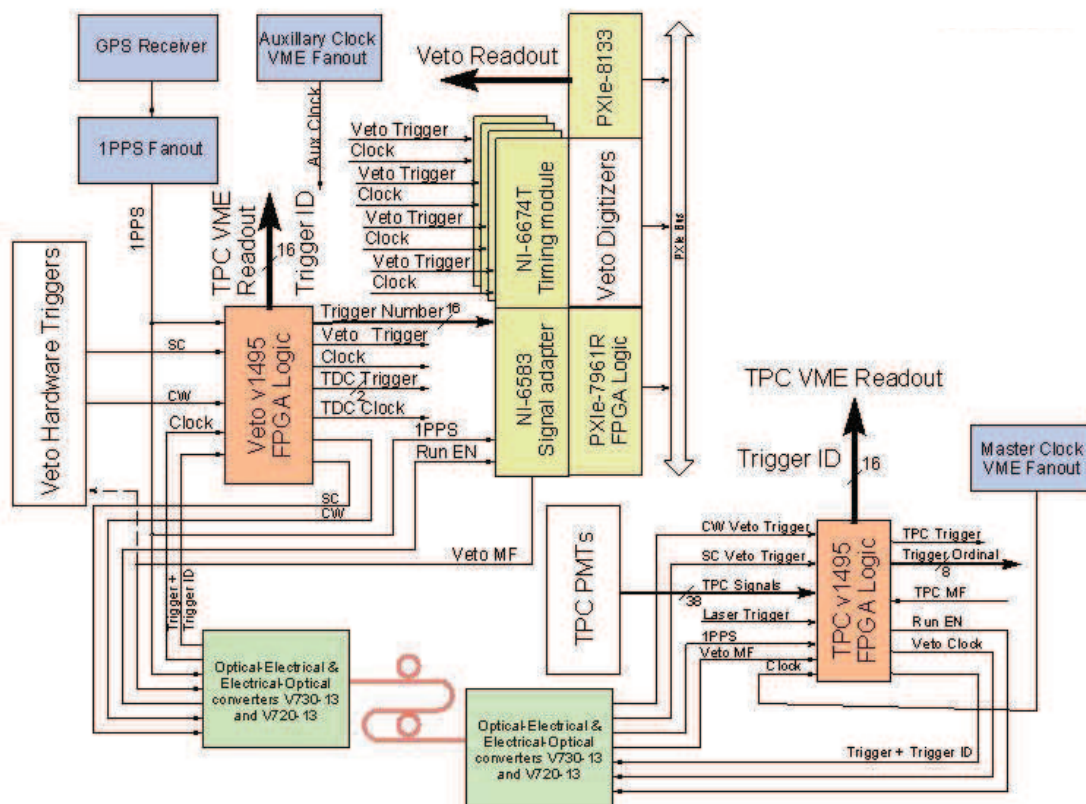 GPS Receiver
Auxillary Clock
VME Fanout
Veto Readout
PXIe-8133
1PPS Fanout
Aux Clock
Veto Trigger
Clock
Veto Trigger
Clock
Veto Trigger
Clock
Veto Trigger
Clock
NI-6674T
Timing module
Veto Digitizers
PXIe Bus
1PPS
TPC VME
Readout
16
Trigger ID
Veto Hardware Triggers
SC
CW
Clock
Veto v1495
FPGA Logic
Trigger Number
16
Veto Trigger
Clock
TDC Trigger
2
TDC Clock
1PPS
Run EN
NI-6583
Signal adapter
PXIe-7961R
FPGA Logic
SC
CW
Veto MF
TPC VME Readout
Trigger ID
16
Master Clock
VME Fanout
TPC PMTs
CW Veto Trigger
SC Veto Trigger
TPC Signals
38
Laser Trigger
1PPS
Veto MF
Clock
TPC v1495
FPGA Logic
TPC Trigger
Trigger Ordinal
8
TPC MF
Run EN
Veto Clock
Trigger +
Trigger ID
Optical-Electrical &
Electrical-Optical
converters V730-13
and V720-13
Optical-Electrical &
Electrical-Optical
converters V730-13
and V720-13
Trigger + Trigger ID